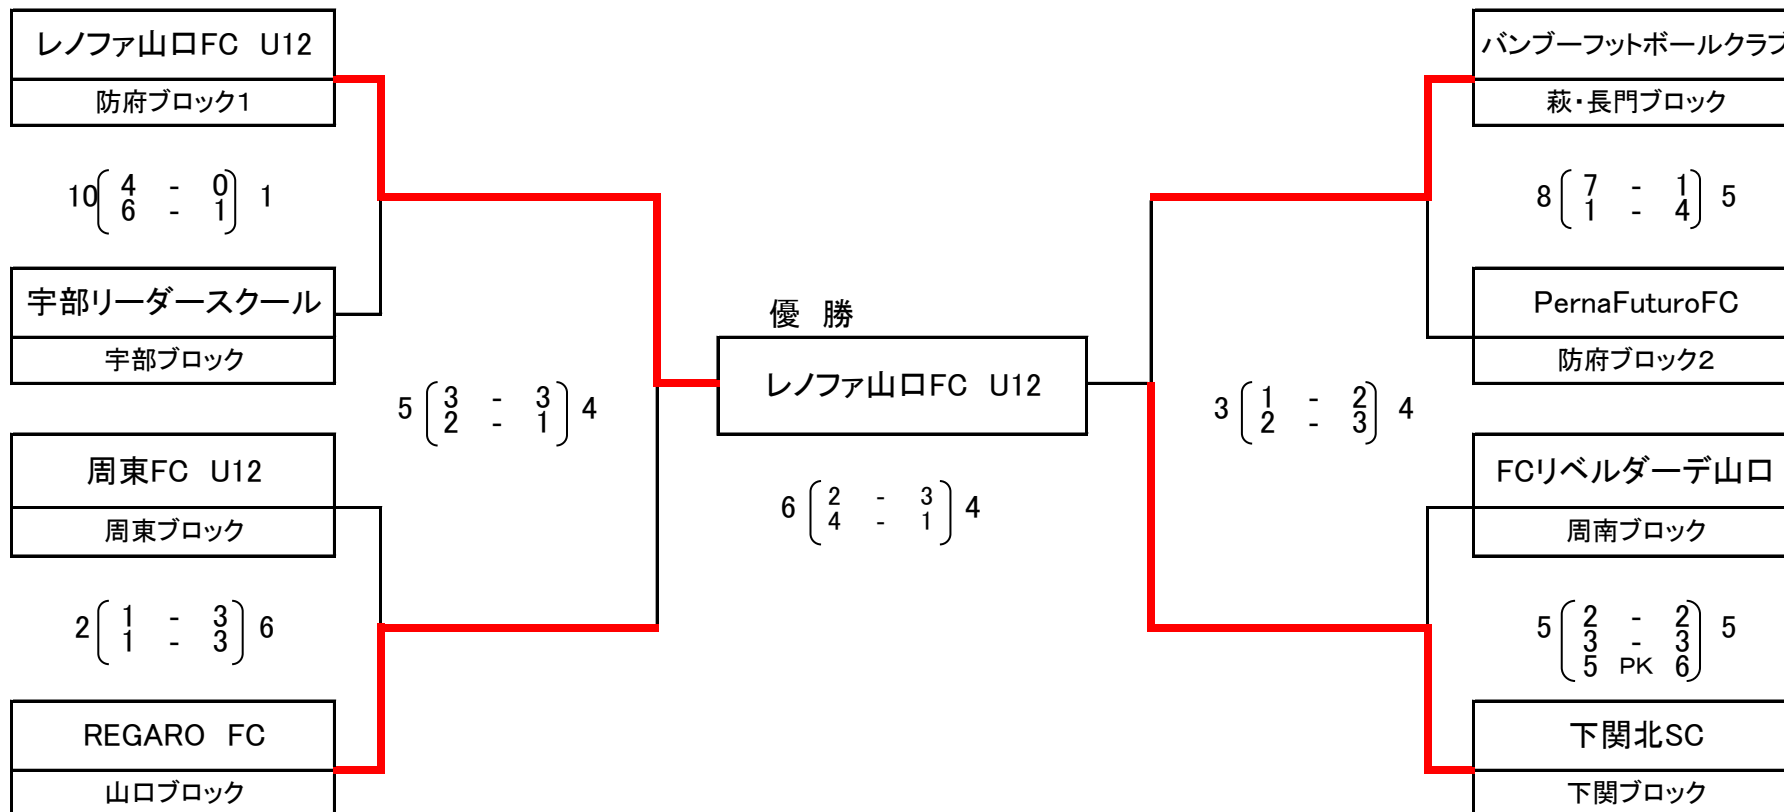 レノファ山口FC U12
防府ブロック1
10 4 - 0 1
6 - 1
宇部リーダースクール
宇部ブロック
5 3 - 3 4
2 - 1
周東FC U12
周東ブロック
2 1 - 3 6
1 - 3
REGARO FC
山口ブロック
優 勝
レノファ山口FC U12
6 2 - 3 4
4 - 1
バンブーフットボールクラブ
萩・長門ブロック
8 7 - 1 5
1 - 4
PernaFuturoFC
防府ブロック2
3 1 - 2 4
2 - 3
FCリベルダーデ山口
周南ブロック
5 2 - 2 5
3 - 3
5 PK 6
下関北SC
下関ブロック